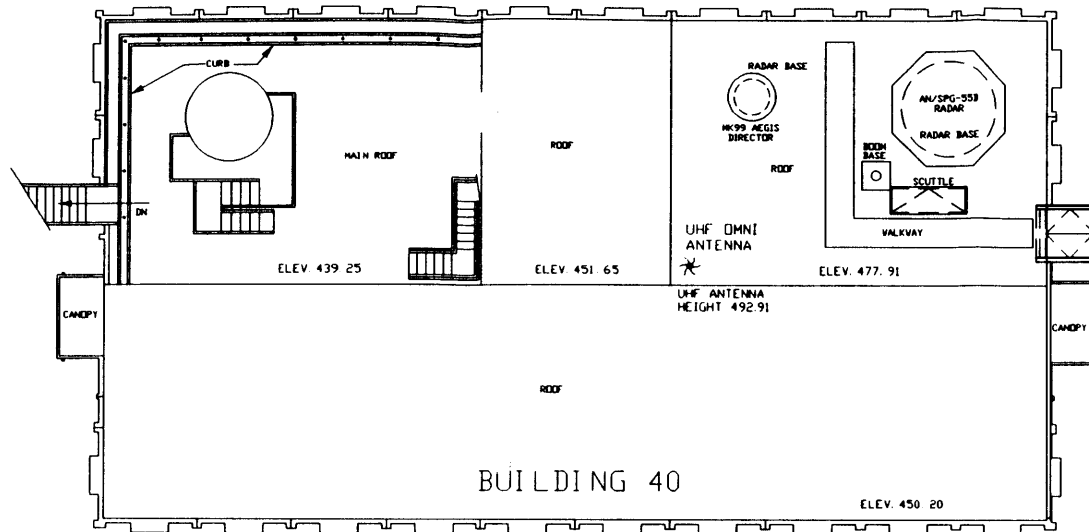 CURB
MAIN ROOF
DN
ELEV. 439 25
ROOF
ELEV. 451.65
RADAR BASE
MK99 AEGIS
DIRECTOR
ROOF
AN/SPG-55B
RADAR
RADAR BASE
BOOM
BASE
SCUTTLE
WALKWAY
UHF OMNI
ANTENNA
ELEV. 477.91
UHF ANTENNA
HEIGHT 492.91
CANOPY
CANOPY
ROOF
BUILDING 40
ELEV. 450 20